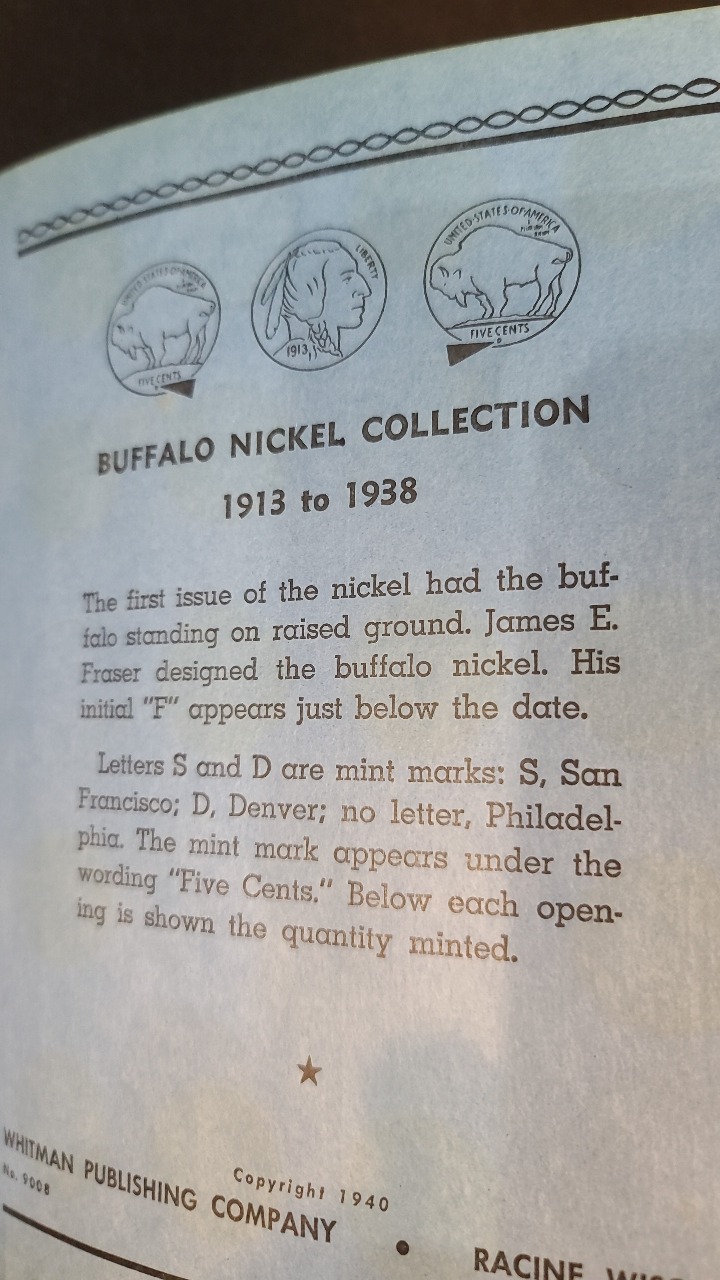 UNITED·STATES·OF·AMERICA
FIVE CENTS
LIBERTY
1913
UNITED·STATES·OF·AMERICA
FIVE CENTS
BUFFALO NICKEL COLLECTION
1913 to 1938
The first issue of the nickel had the buf-
falo standing on raised ground. James E.
Fraser designed the buffalo nickel. His
initial "F" appears just below the date.
Letters S and D are mint marks: S, San
Francisco; D, Denver; no letter, Philadel-
phia. The mint mark appears under the
wording "Five Cents." Below each open-
ing is shown the quantity minted.
Copyright 1940
WHITMAN PUBLISHING COMPANY • RACINE
No. 9008